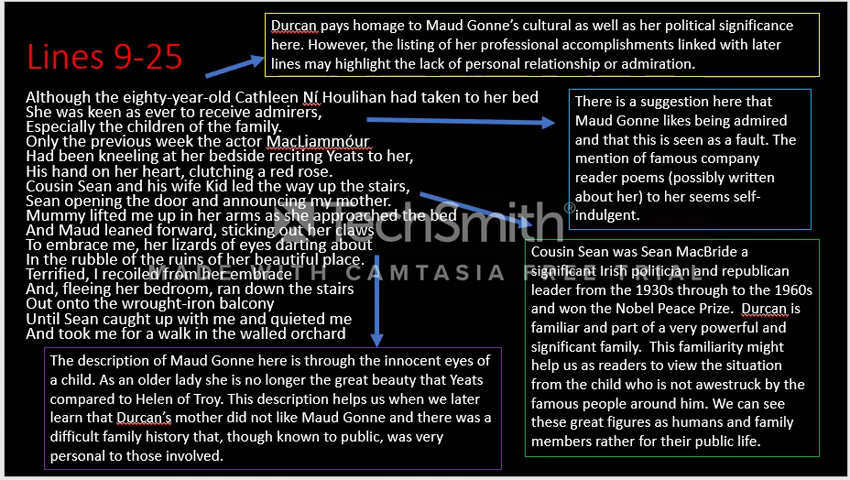 Lines 9-25
Durcan pays homage to Maud Gonne's cultural as well as her political significance
here. However, the listing of her professional accomplishments linked with later
lines may highlight the lack of personal relationship or admiration.
Although the eighty-year-old Cathleen Ní Houlihan had taken to her bed
She was keen as ever to receive admirers,
Especially the children of the family.
Only the previous week the actor MacLiammóur
Had been kneeling at her bedside reciting Yeats to her,
His hand on her heart, clutching a red rose.
Cousin Sean and his wife Kid led the way up the stairs,
Sean opening the door and announcing my mother.
Mummy lifted me up in her arms as she approached the bed
And Maud leaned forward, sticking out her claws
To embrace me, her lizards of eyes darting about
In the rubble of the ruins of her beautiful place.
Terrified, I recoiled from her embrace
And, fleeing her bedroom, ran down the stairs
Out onto the wrought-iron balcony
Until Sean caught up with me and quieted me
And took me for a walk in the walled orchard
There is a suggestion here that
Maud Gonne likes being admired
and that this is seen as a fault. The
mention of famous company
reader poems (possibly written
about her) to her seems self-
indulgent.
Cousin Sean was Sean MacBride a
significant Irish politician and republican
leader from the 1930s through to the 1960s
and won the Nobel Peace Prize. Durcan is
familiar and part of a very powerful and
significant family. This familiarity might
help us as readers to view the situation
from the child who is not awestruck by the
famous people around him. We can see
these great figures as humans and family
members rather for their public life.
The description of Maud Gonne here is through the innocent eyes of
a child. As an older lady she is no longer the great beauty that Yeats
compared to Helen of Troy. This description helps us when we later
learn that Durcan's mother did not like Maud Gonne and there was a
difficult family history that, though known to public, was very
personal to those involved.
TechSmith®
MADE WITH CAMTASIA FREE TRIAL